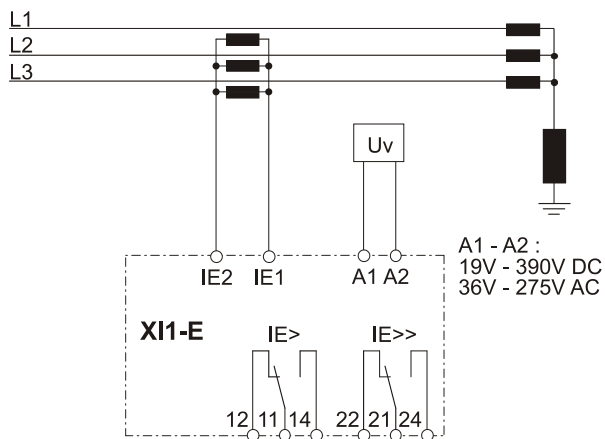 L1
L2
L3
Uv
IE2 IE1 A1 A2
A1 - A2 :
19V - 390V DC
36V - 275V AC
XI1-E
IE> IE>>
12 11 14 22 21 24